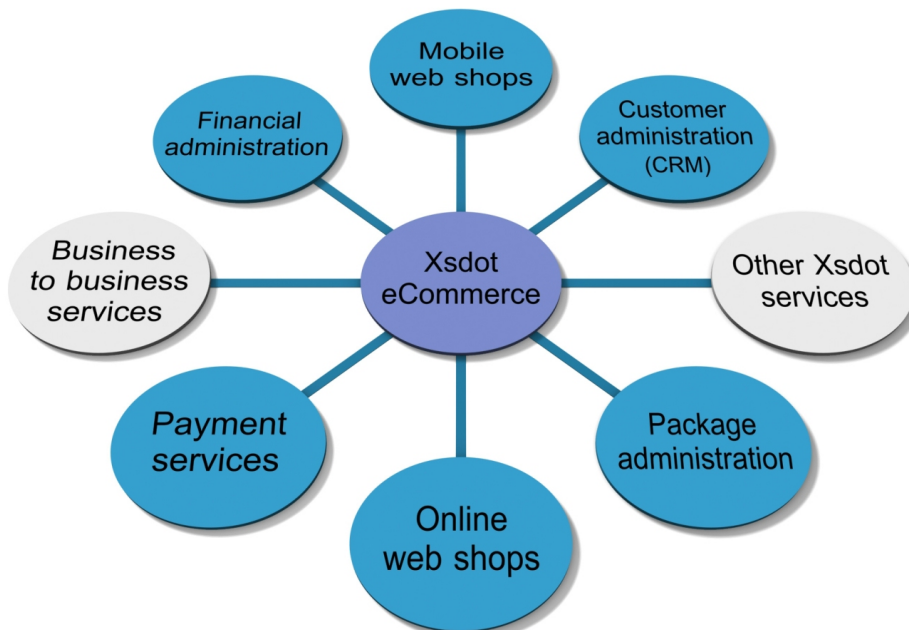 Mobile
web shops
Financial
administration
Customer
administration
(CRM)
Business
to business
services
Xsdot
eCommerce
Other Xsdot
services
Payment
services
Package
administration
Online
web shops